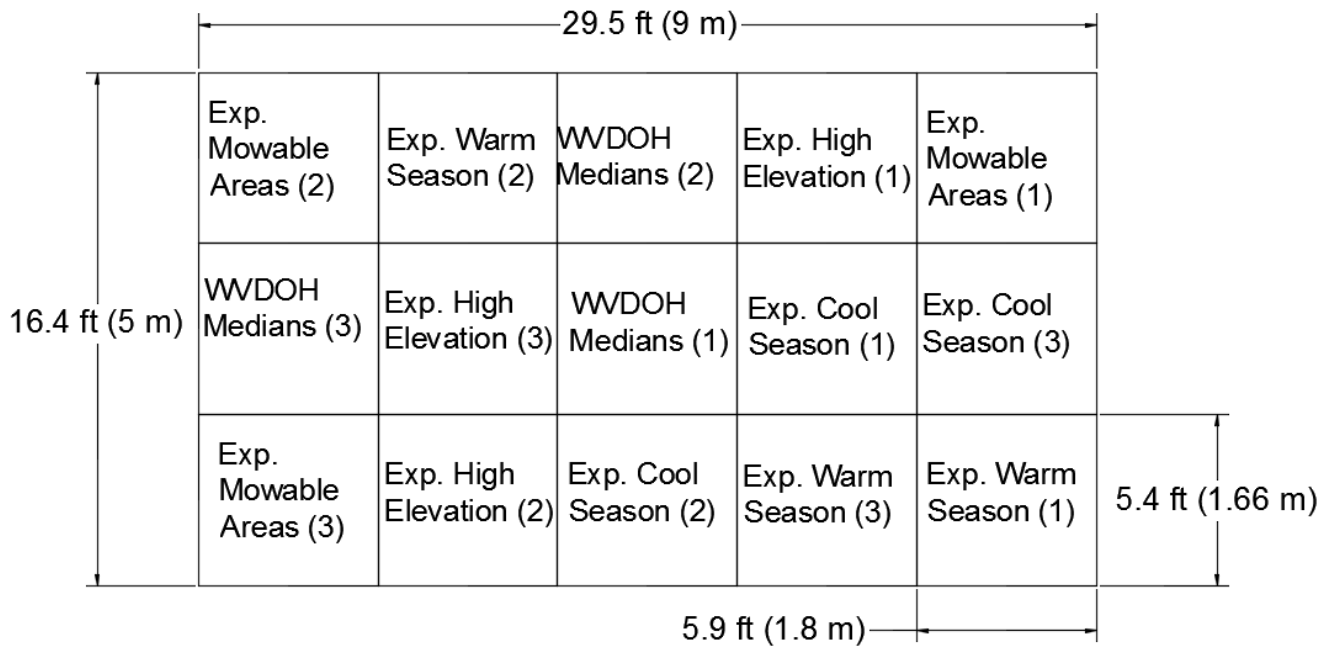 29.5 ft (9 m)
Exp.
Mowable
Areas (2)
Exp. Warm
Season (2)
WVDOH
Medians (2)
Exp. High
Elevation (1)
Exp.
Mowable
Areas (1)
16.4 ft (5 m)
WVDOH
Medians (3)
Exp. High
Elevation (3)
WVDOH
Medians (1)
Exp. Cool
Season (1)
Exp. Cool
Season (3)
Exp.
Mowable
Areas (3)
Exp. High
Elevation (2)
Exp. Cool
Season (2)
Exp. Warm
Season (3)
Exp. Warm
Season (1)
5.4 ft (1.66 m)
5.9 ft (1.8 m)